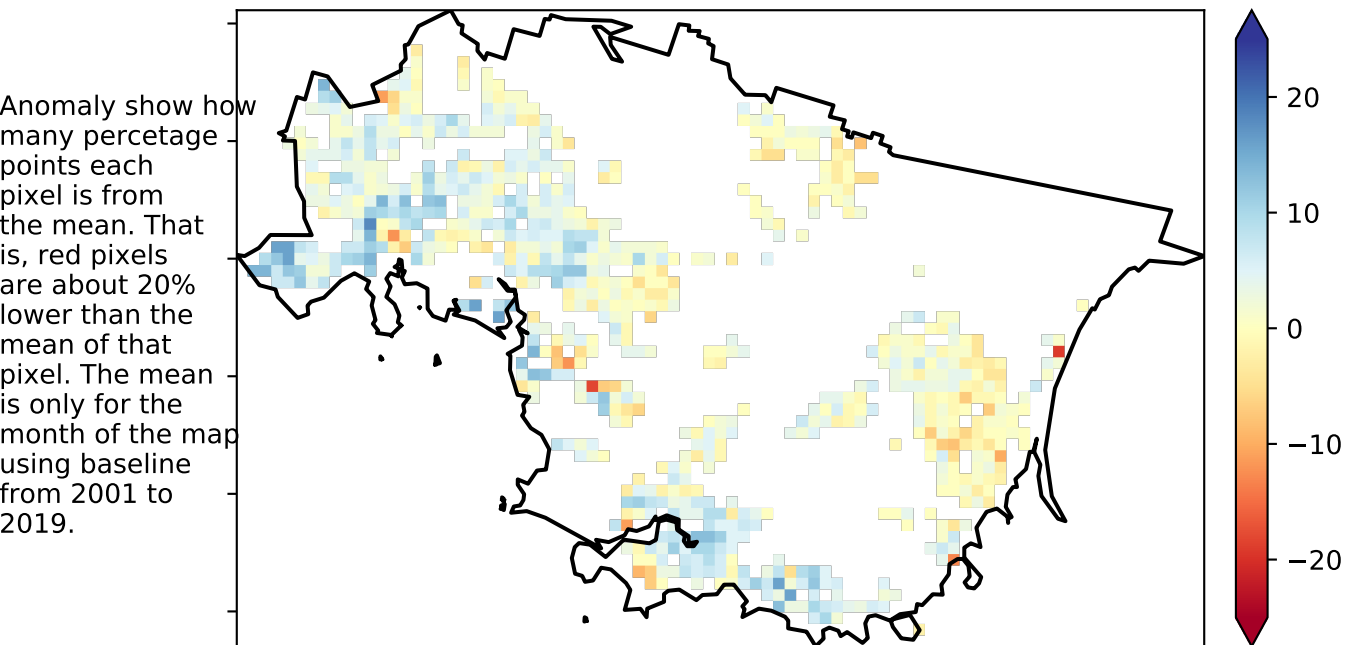 Anomaly show how
many percetage
points each
pixel is from
the mean. That
is, red pixels
are about 20%
lower than the
mean of that
pixel. The mean
is only for the
month of the map
using baseline
from 2001 to
2019.
20
10
0
−10
−20